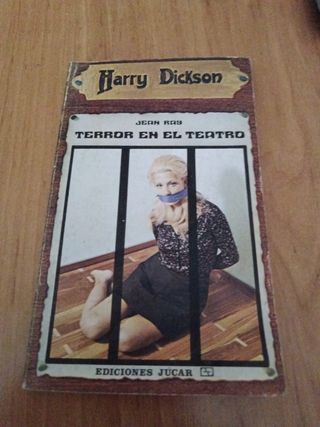 Harry Dickson
JEAN RAY
TERROR EN EL TEATRO
EDICIONES JUCAR